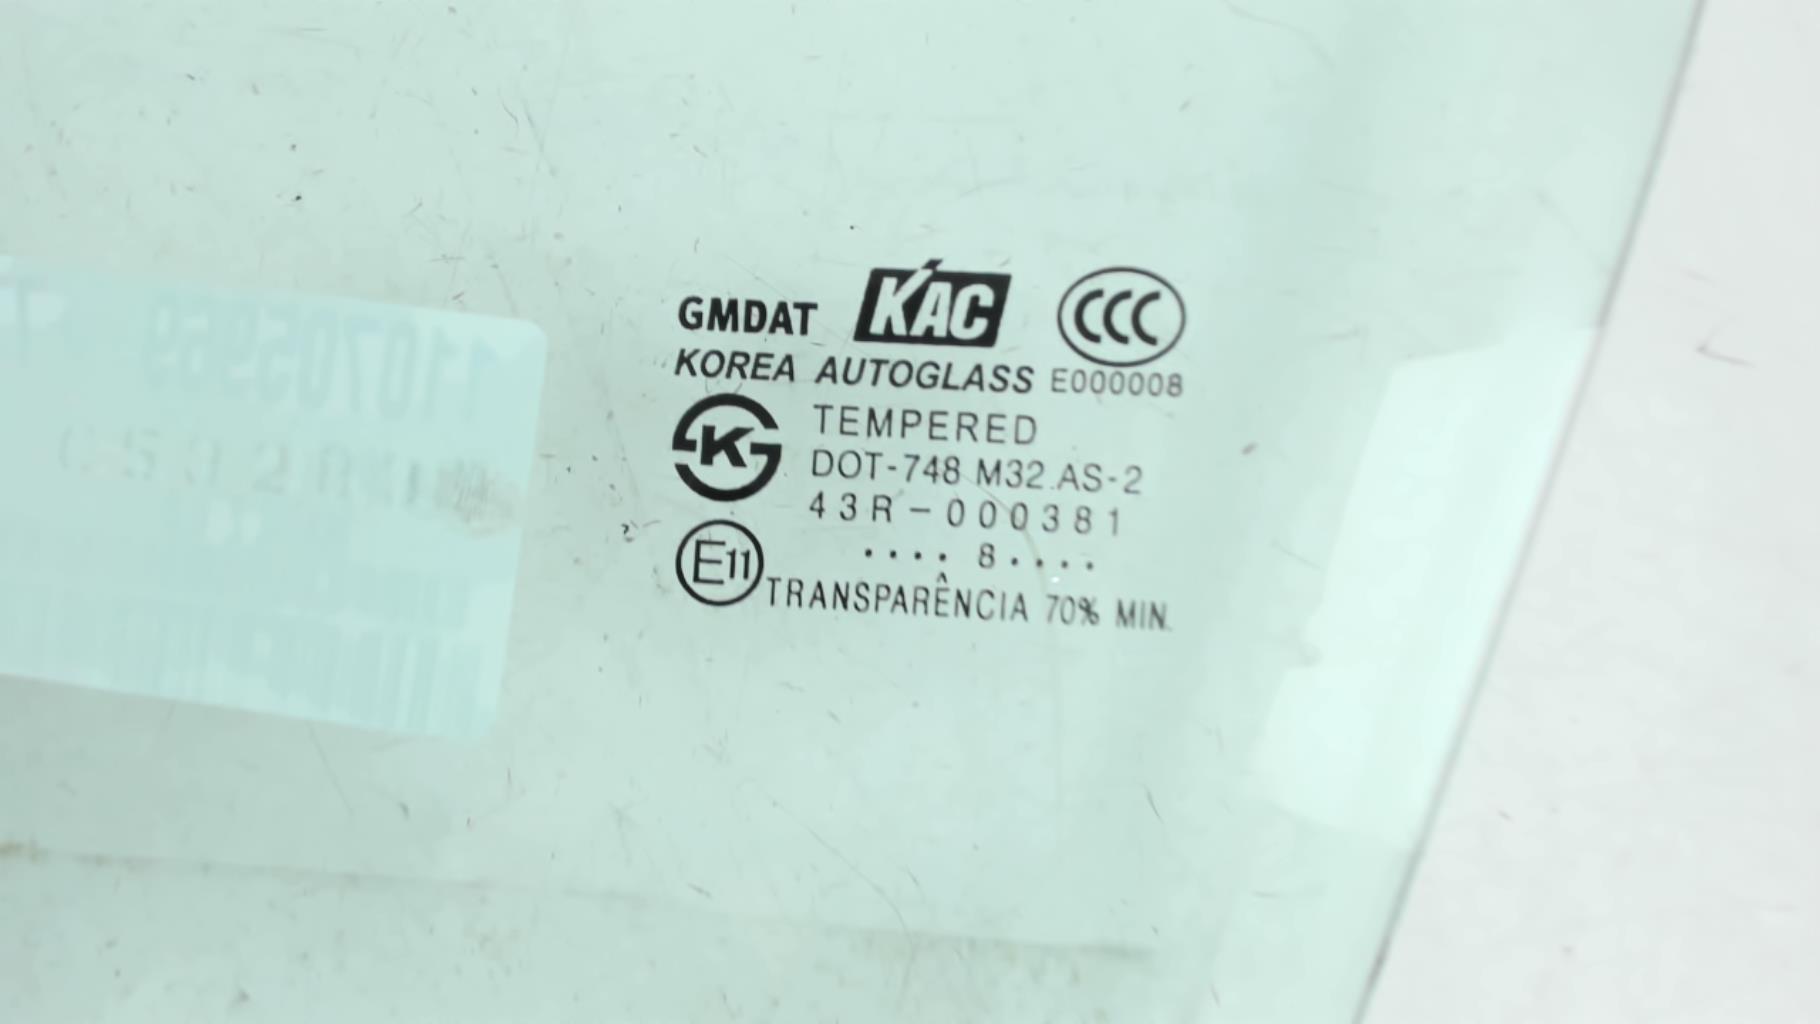 GMDAT KAC CCC
KOREA AUTOGLASS E000008
K TEMPERED
DOT-748 M32 AS-2
43R-000381
.... 8 ....
E11 TRANSPARÊNCIA 70% MIN.
110705969